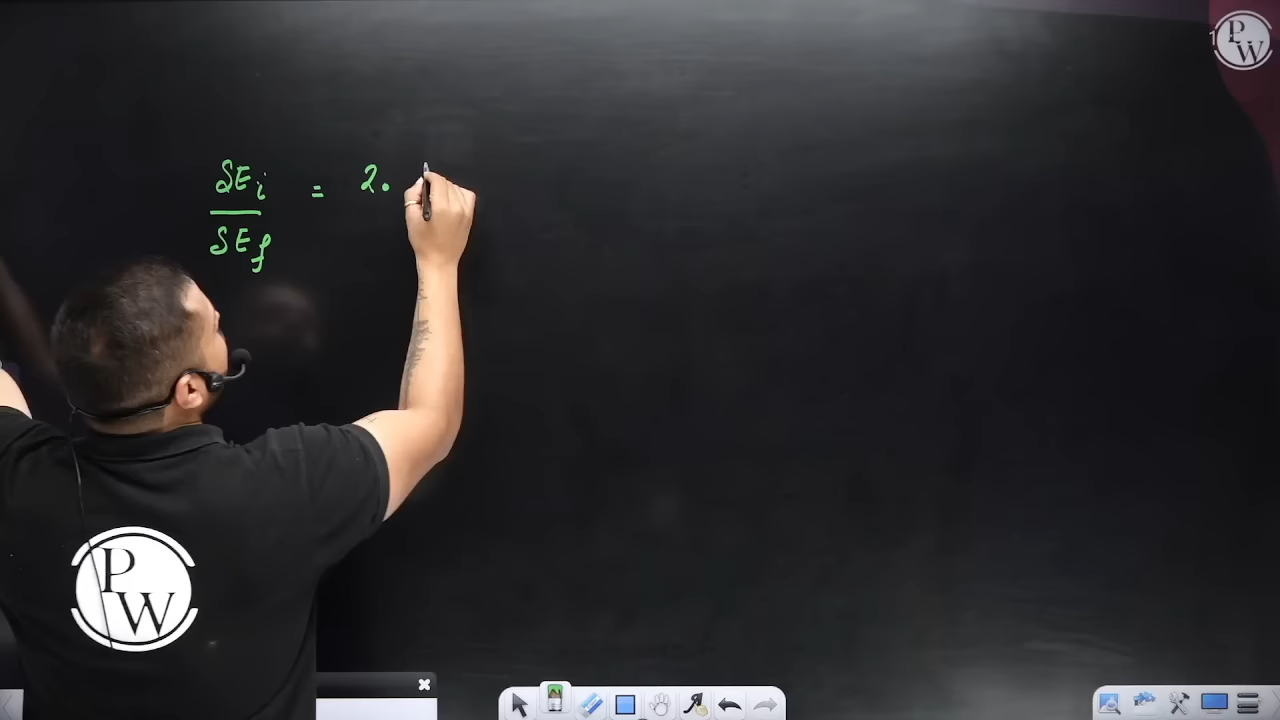 SEi = 2.
SEf
PW
PW